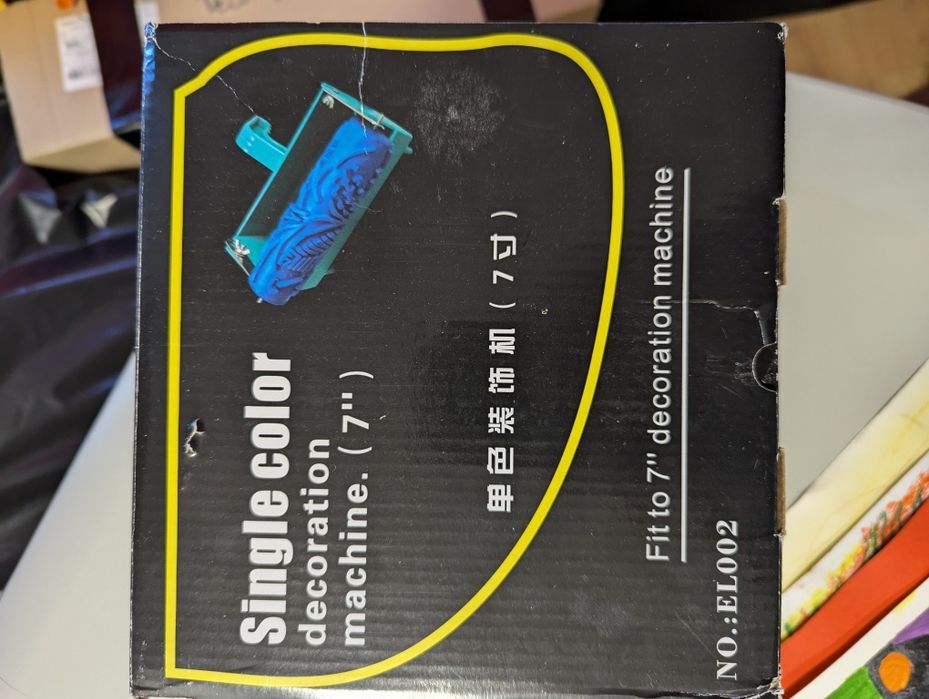 Single color
decoration
machine. ( 7" )
单色装饰机 ( 7寸 )
Fit to 7" decoration machine
NO.:EL002